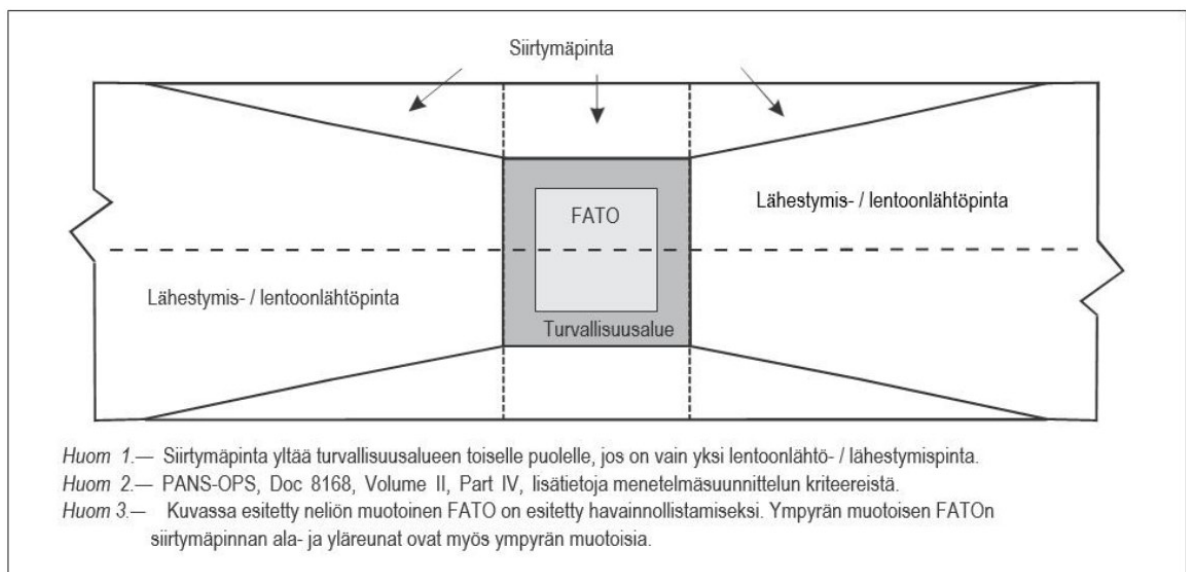 Siirtymäpinta
Lähestymis- / lentoonlähtöpinta
FATO
Lähestymis- / lentoonlähtöpinta
Turvallisuusalue
Huom 1.— Siirtymäpinta yltää turvallisuusalueen toiselle puolelle, jos on vain yksi lentoonlähtö- / lähestymispinta.
Huom 2.— PANS-OPS, Doc 8168, Volume II, Part IV, lisätietoja menetelmäsuunnittelun kriteereistä.
Huom 3.— Kuvassa esitetty neliön muotoinen FATO on esitetty havainnollistamiseksi. Ympyrän muotoisen FATOn
siirtymäpinnan ala- ja yläreunat ovat myös ympyrän muotoisia.